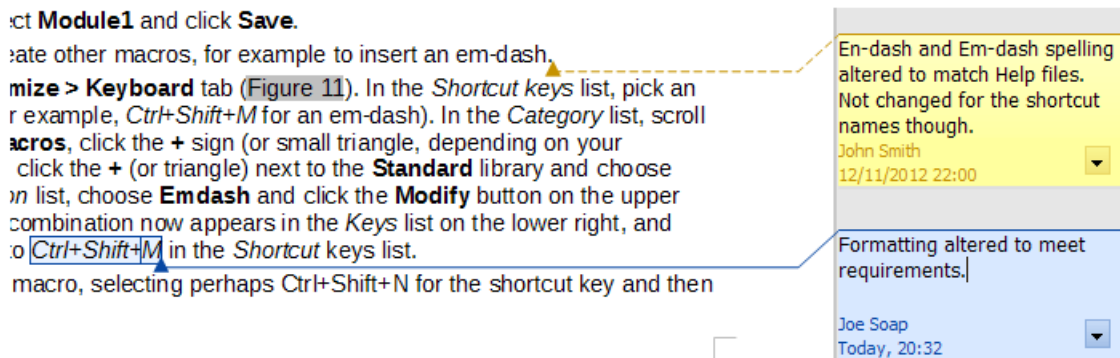 ect Module1 and click Save.
eate other macros, for example to insert an em-dash.
mize > Keyboard tab (Figure 11). In the Shortcut keys list, pick an
r example, Ctrl+Shift+M for an em-dash). In the Category list, scroll
acros, click the + sign (or small triangle, depending on your
click the + (or triangle) next to the Standard library and choose
on list, choose Emdash and click the Modify button on the upper
combination now appears in the Keys list on the lower right, and
to Ctrl+Shift+M in the Shortcut keys list.
macro, selecting perhaps Ctrl+Shift+N for the shortcut key and then
En-dash and Em-dash spelling
altered to match Help files.
Not changed for the shortcut
names though.
John Smith
12/11/2012 22:00
Formatting altered to meet
requirements.
Joe Soap
Today, 20:32